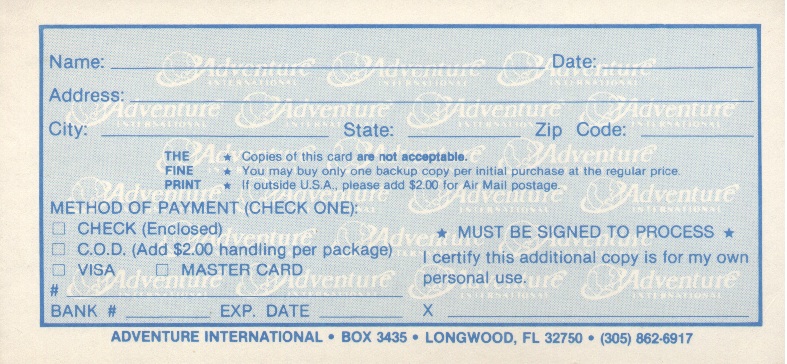 Name: Date:
Address:
City: State: Zip Code:
THE ★ Copies of this card are not acceptable.
FINE ★ You may buy only one backup copy per initial purchase at the regular price.
PRINT ★ If outside U.S.A., please add $2.00 for Air Mail postage.
METHOD OF PAYMENT (CHECK ONE):
☐ CHECK (Enclosed)
☐ C.O.D. (Add $2.00 handling per package)
☐ VISA ☐ MASTER CARD
#
BANK # EXP. DATE
★ MUST BE SIGNED TO PROCESS ★
I certify this additional copy is for my own
personal use.
X
ADVENTURE INTERNATIONAL • BOX 3435 • LONGWOOD, FL 32750 • (305) 862-6917
Adventure
INTERNATIONAL